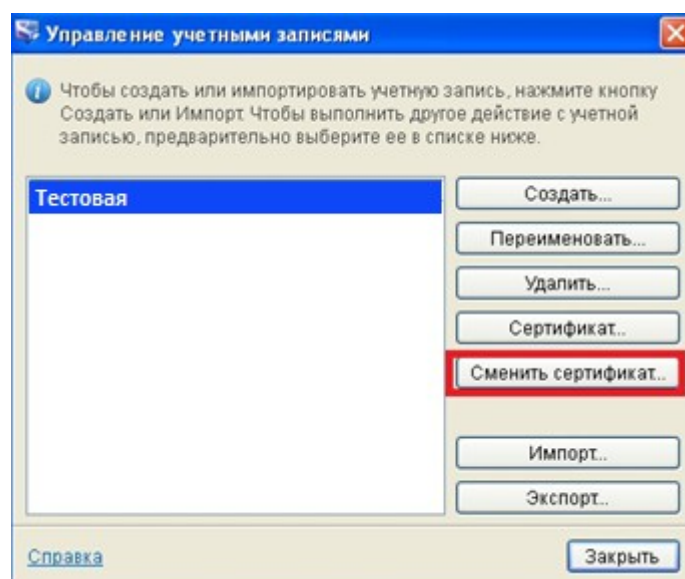 Управление учетными записями
Чтобы создать или импортировать учетную запись, нажмите кнопку
Создать или Импорт. Чтобы выполнить другое действие с учетной
записью, предварительно выберите ее в списке ниже.
Тестовая
Создать...
Переименовать...
Удалить...
Сертификат...
Сменить сертификат...
Импорт...
Экспорт...
Справка
Закрыть